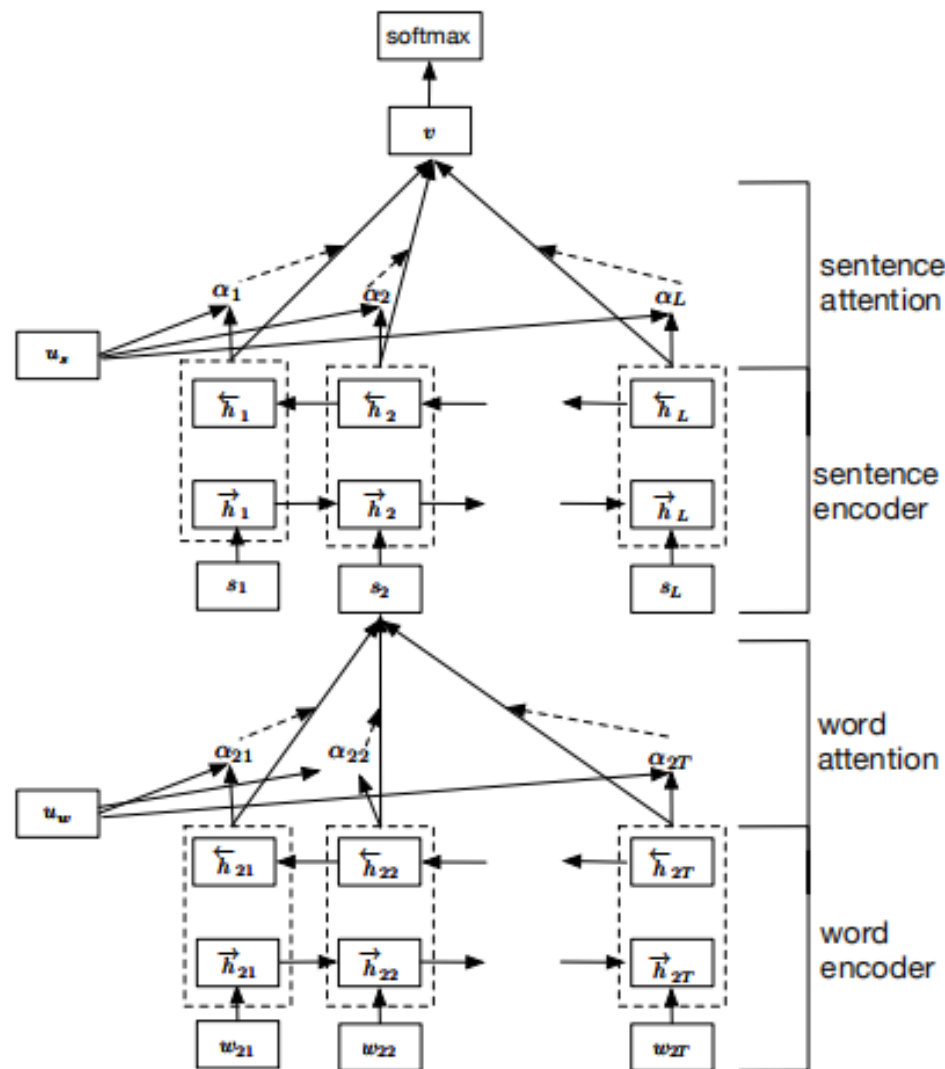 softmax
v
sentence
attention
α1 α2 αL
us
←h1 ←h2 ←hL
sentence
encoder
→h1 →h2 →hL
s1 s2 sL
word
attention
α21 α22 α2T
uw
←h21 ←h22 ←h2T
word
encoder
→h21 →h22 →h2T
w21 w22 w2T